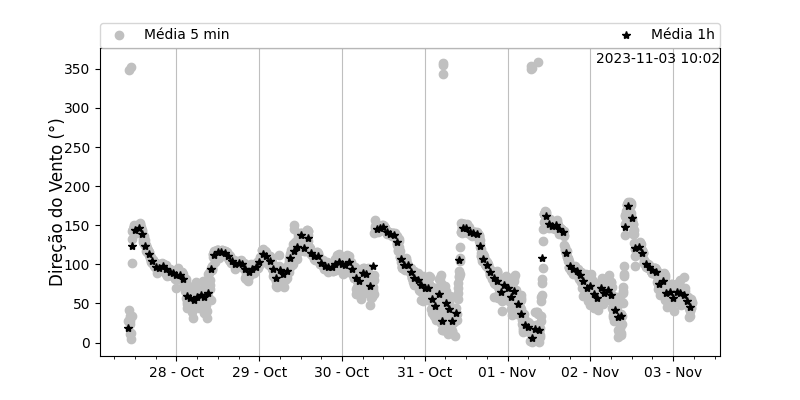 Média 5 min
Média 1h
2023-11-03 10:02
Direção do Vento (°)
350
300
250
200
150
100
50
0
28 - Oct
29 - Oct
30 - Oct
31 - Oct
01 - Nov
02 - Nov
03 - Nov